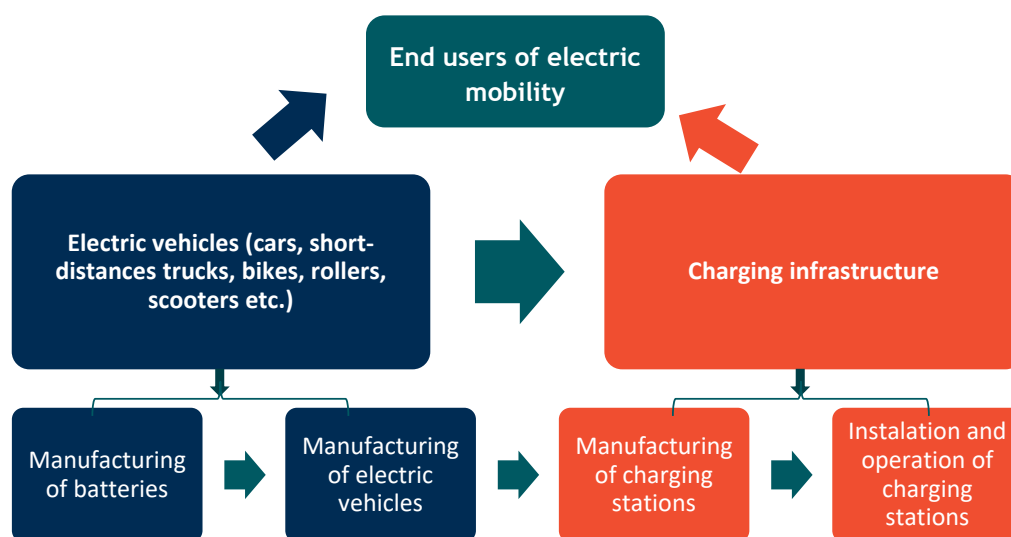 End users of electric
mobility
Electric vehicles (cars, short-
distances trucks, bikes, rollers,
scooters etc.)
Charging infrastructure
Manufacturing
of batteries
Manufacturing
of electric
vehicles
Manufacturing
of charging
stations
Instalation and
operation of
charging
stations